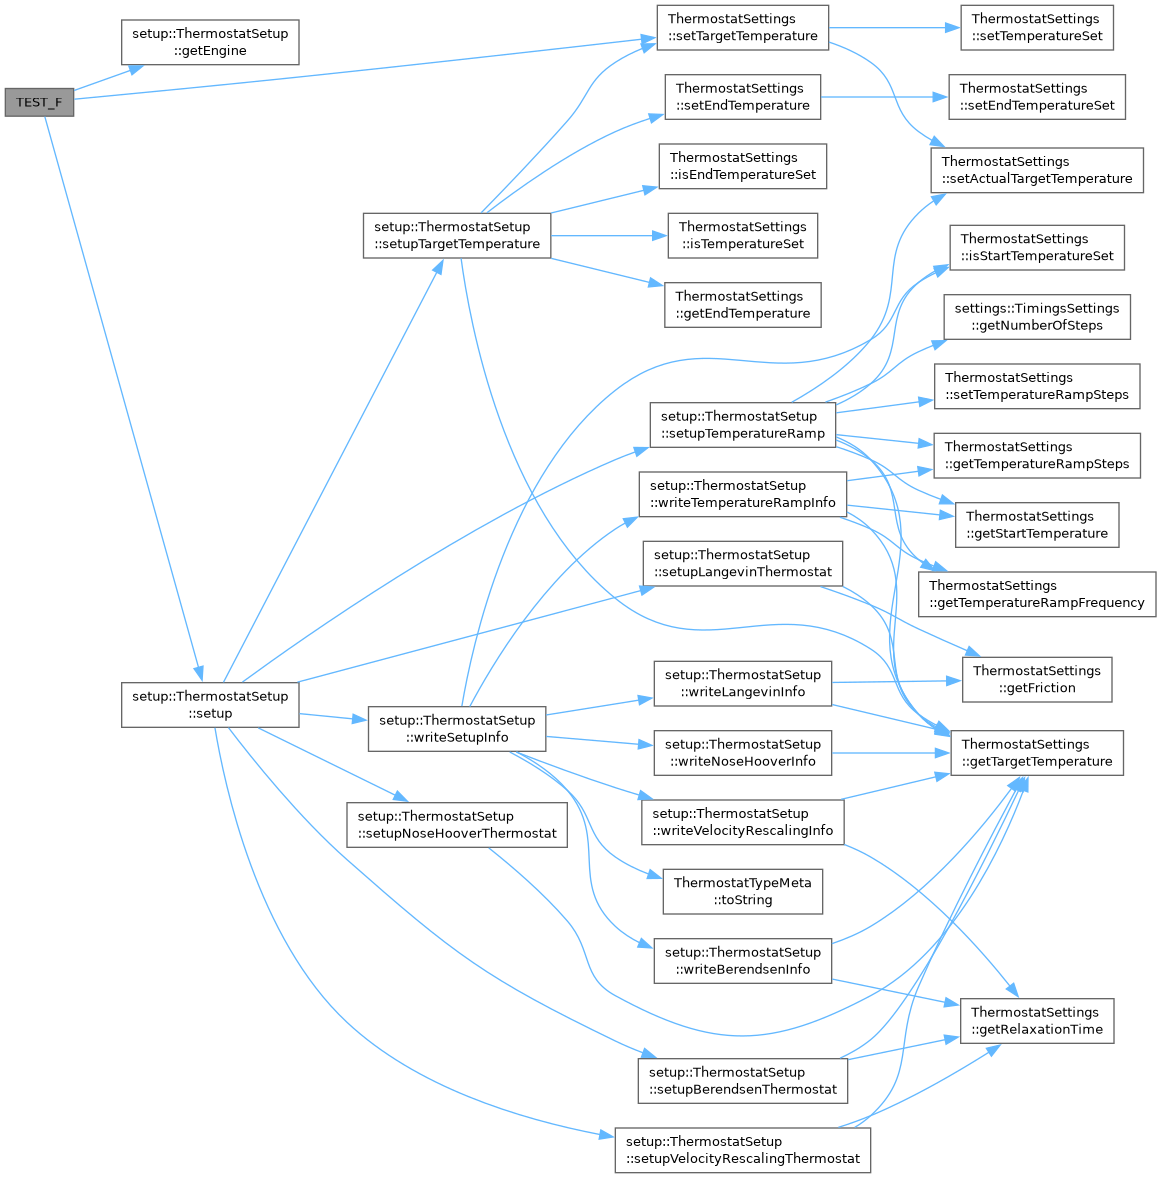 TEST_F
setup::ThermostatSetup
::getEngine
setup::ThermostatSetup
::setup
setup::ThermostatSetup
::setupTargetTemperature
setup::ThermostatSetup
::writeSetupInfo
setup::ThermostatSetup
::setupNoseHooverThermostat
ThermostatSettings
::setTargetTemperature
ThermostatSettings
::setEndTemperature
ThermostatSettings
::isEndTemperatureSet
ThermostatSettings
::isTemperatureSet
ThermostatSettings
::getEndTemperature
setup::ThermostatSetup
::setupTemperatureRamp
setup::ThermostatSetup
::writeTemperatureRampInfo
setup::ThermostatSetup
::setupLangevinThermostat
setup::ThermostatSetup
::writeLangevinInfo
setup::ThermostatSetup
::writeNoseHooverInfo
setup::ThermostatSetup
::writeVelocityRescalingInfo
ThermostatTypeMeta
::toString
setup::ThermostatSetup
::writeBerendsenInfo
setup::ThermostatSetup
::setupBerendsenThermostat
setup::ThermostatSetup
::setupVelocityRescalingThermostat
ThermostatSettings
::setTemperatureSet
ThermostatSettings
::setEndTemperatureSet
ThermostatSettings
::setActualTargetTemperature
ThermostatSettings
::isStartTemperatureSet
settings::TimingsSettings
::getNumberOfSteps
ThermostatSettings
::setTemperatureRampSteps
ThermostatSettings
::getTemperatureRampSteps
ThermostatSettings
::getStartTemperature
ThermostatSettings
::getTemperatureRampFrequency
ThermostatSettings
::getFriction
ThermostatSettings
::getTargetTemperature
ThermostatSettings
::getRelaxationTime